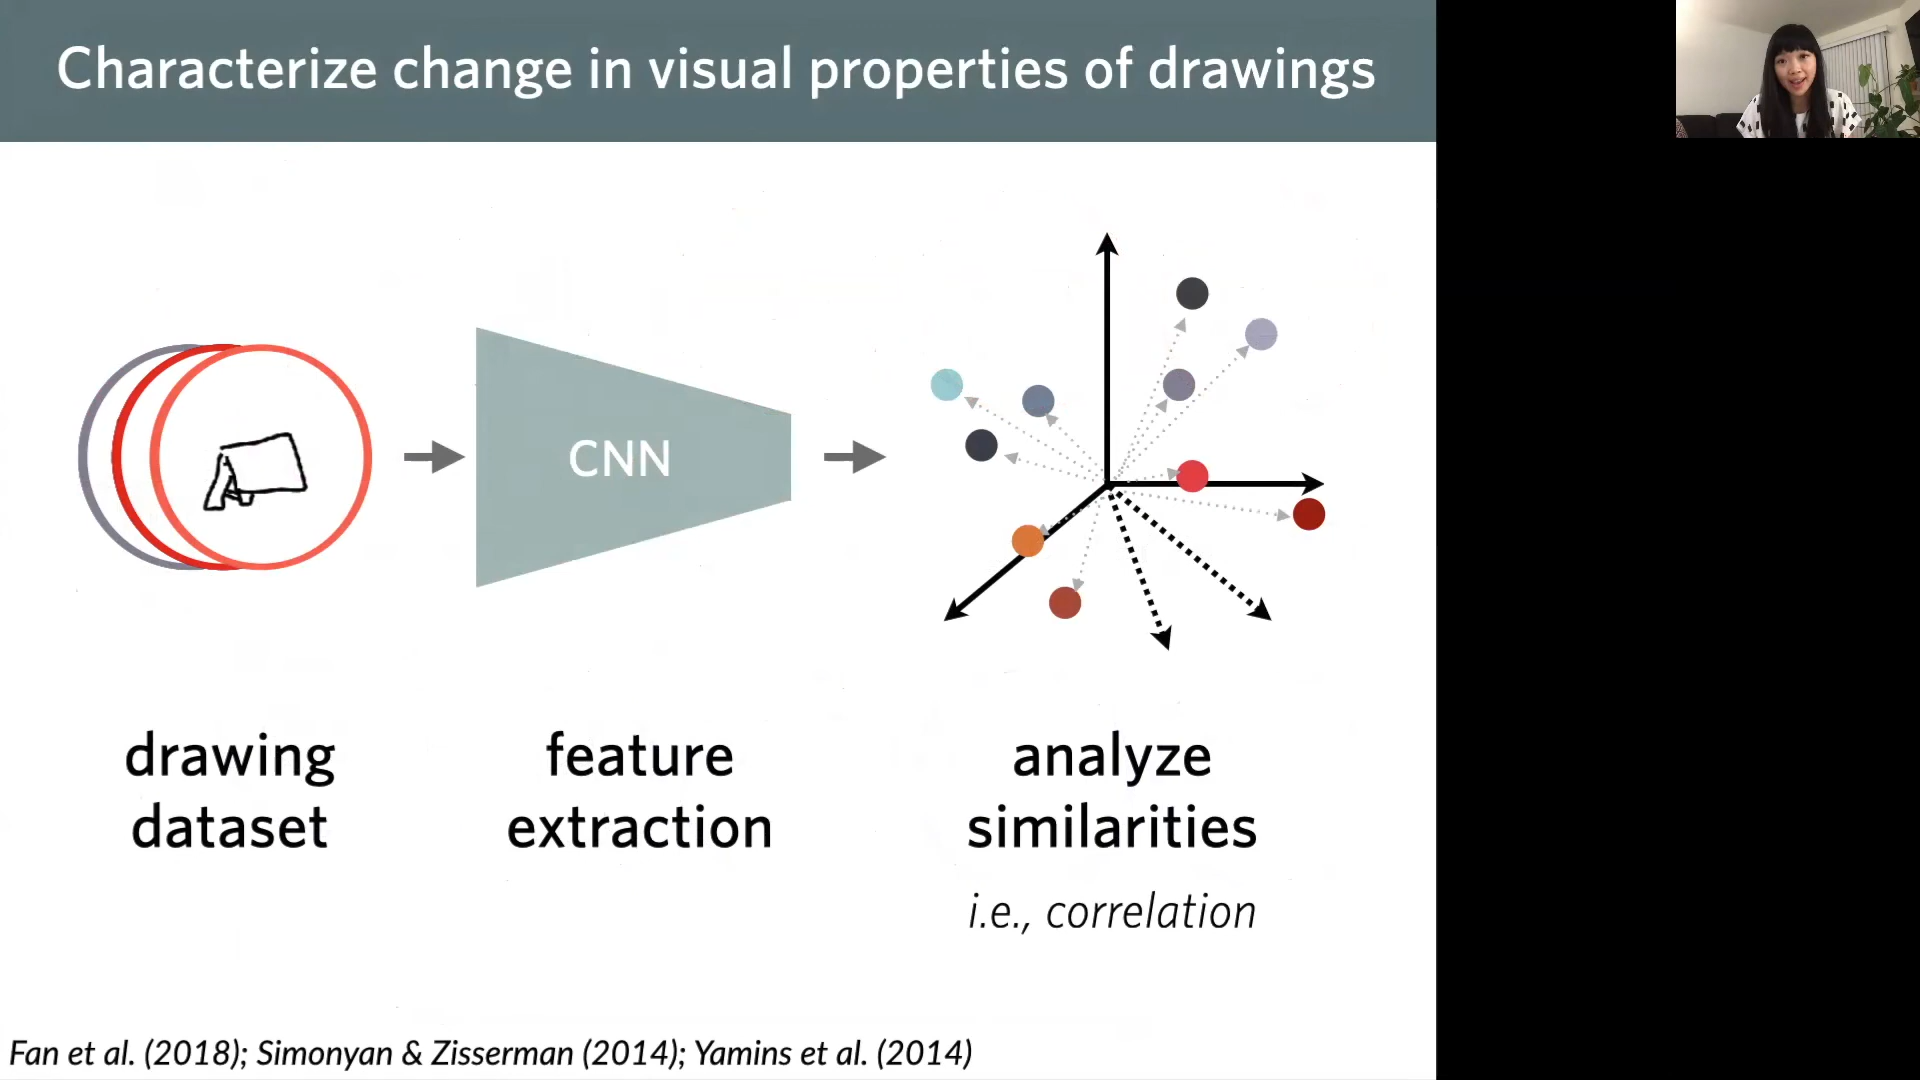 Characterize change in visual properties of drawings
CNN
drawing
dataset
feature
extraction
analyze
similarities
i.e., correlation
Fan et al. (2018); Simonyan & Zisserman (2014); Yamins et al. (2014)